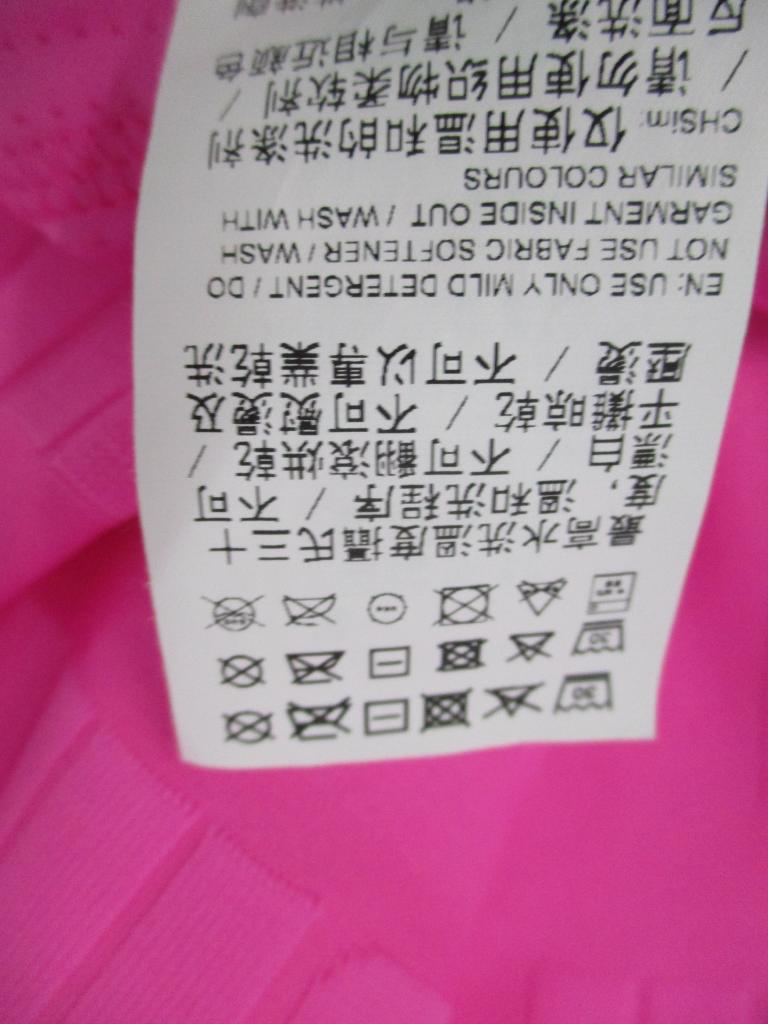 30
30
最高水洗溫度攝氏三十
度, 溫和洗程序 / 不可
漂白 / 不可翻滾烘乾 /
平攤晾乾 / 不可熨燙及
壓燙 / 不可以專業乾洗
EN: USE ONLY MILD DETERGENT / DO
NOT USE FABRIC SOFTENER / WASH
GARMENT INSIDE OUT / WASH WITH
SIMILAR COLOURS
CHSim: 仅使用温和的洗涤剂
/ 请勿使用织物柔软剂 /
反面洗涤 / 请与相近颜色